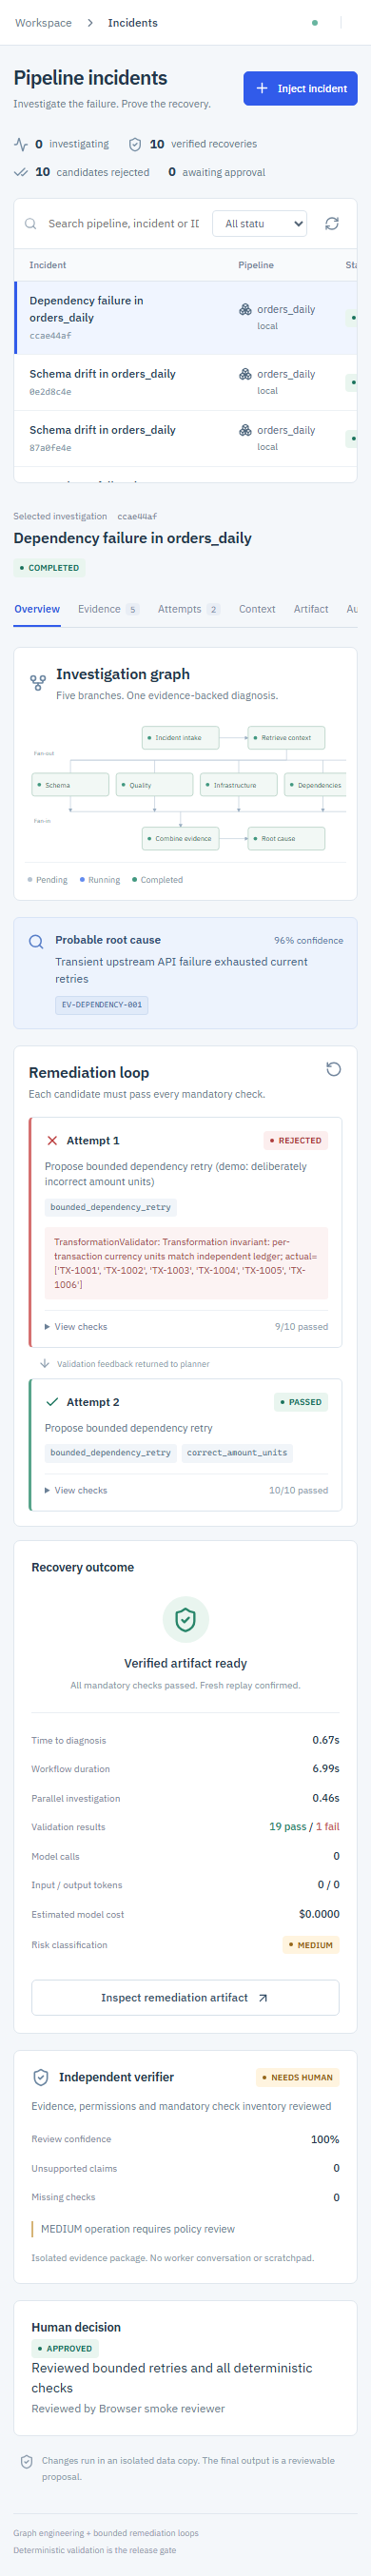 Workspace > Incidents
Pipeline incidents
Investigate the failure. Prove the recovery.
Inject incident
0 investigating 10 verified recoveries
10 candidates rejected 0 awaiting approval
Search pipeline, incident or ID All statu
Incident Pipeline Sta
Dependency failure in
orders_daily
ccae44af
orders_daily
local
Schema drift in orders_daily
0e2d8c4e
orders_daily
local
Schema drift in orders_daily
87a0fe4e
orders_daily
local
Selected investigation ccae44af
Dependency failure in orders_daily
COMPLETED
Overview Evidence 5 Attempts 2 Context Artifact Au
Investigation graph
Five branches. One evidence-backed diagnosis.
Incident intake Retrieve context
Fan-out
Schema Quality Infrastructure Dependencies
Fan-in
Combine evidence Root cause
Pending Running Completed
Probable root cause 96% confidence
Transient upstream API failure exhausted current
retries
EV-DEPENDENCY-001
Remediation loop
Each candidate must pass every mandatory check.
Attempt 1 REJECTED
Propose bounded dependency retry (demo: deliberately
incorrect amount units)
bounded_dependency_retry
TransformationValidator: Transformation invariant: per-
transaction currency units match independent ledger; actual=
['TX-1001', 'TX-1002', 'TX-1003', 'TX-1004', 'TX-1005', 'TX-
1006']
View checks 9/10 passed
Validation feedback returned to planner
Attempt 2 PASSED
Propose bounded dependency retry
bounded_dependency_retry correct_amount_units
View checks 10/10 passed
Recovery outcome
Verified artifact ready
All mandatory checks passed. Fresh replay confirmed.
Time to diagnosis 0.67s
Workflow duration 6.99s
Parallel investigation 0.46s
Validation results 19 pass / 1 fail
Model calls 0
Input / output tokens 0 / 0
Estimated model cost $0.0000
Risk classification MEDIUM
Inspect remediation artifact
Independent verifier NEEDS HUMAN
Evidence, permissions and mandatory check inventory reviewed
Review confidence 100%
Unsupported claims 0
Missing checks 0
MEDIUM operation requires policy review
Isolated evidence package. No worker conversation or scratchpad.
Human decision
APPROVED
Reviewed bounded retries and all deterministic
checks
Reviewed by Browser smoke reviewer
Changes run in an isolated data copy. The final output is a reviewable
proposal.
Graph engineering + bounded remediation loops
Deterministic validation is the release gate